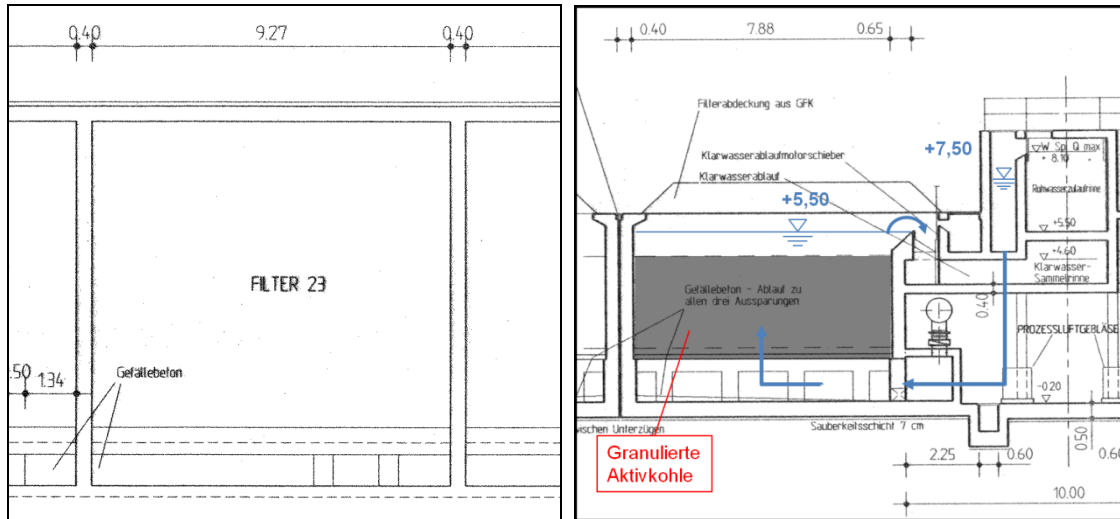 0.40 9.27 0.40
FILTER 23
.50 1.34 Gefällebeton
0.40 7.88 0.65
Filterabdeckung aus GFK
Klarwasserablaufmotorschieber
Klarwasserablauf
+7,50
+5,50
W Sp Q max
+ 8.10
Rohwasserzulaufrinne
+5.50
+4.60
Klarwasser-
Sammelrinne
Gefällebeton - Ablauf zu
allen drei Aussparungen
0.40
PROZESSLUFTGEBLÄSE
-0.20
wischen Unterzügen
Sauberkeitsschicht 7 cm
Granulierte
Aktivkohle
0.50
2.25 0.60 0.60
10.00